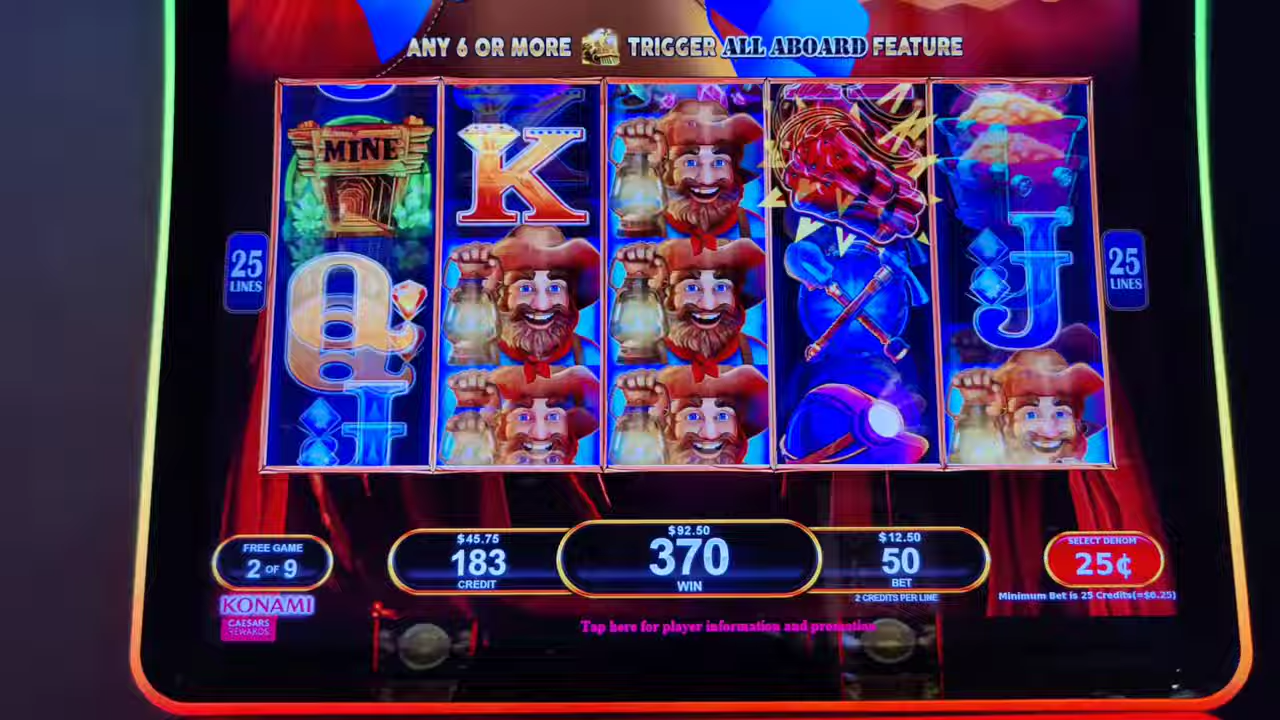 ANY 6 OR MORE TRIGGER ALL ABOARD FEATURE
MINE
K
25
LINES
Q
J
J
25
LINES
FREE GAME
2 OF 9
$45.75
183
CREDIT
$92.50
370
WIN
$12.50
50
BET
2 CREDITS PER LINE
SELECT DENOM
25¢
Minimum Bet is 25 Credits(=$6.25)
KONAMI
CAESARS
REWARDS
Tap here for player information and promotion